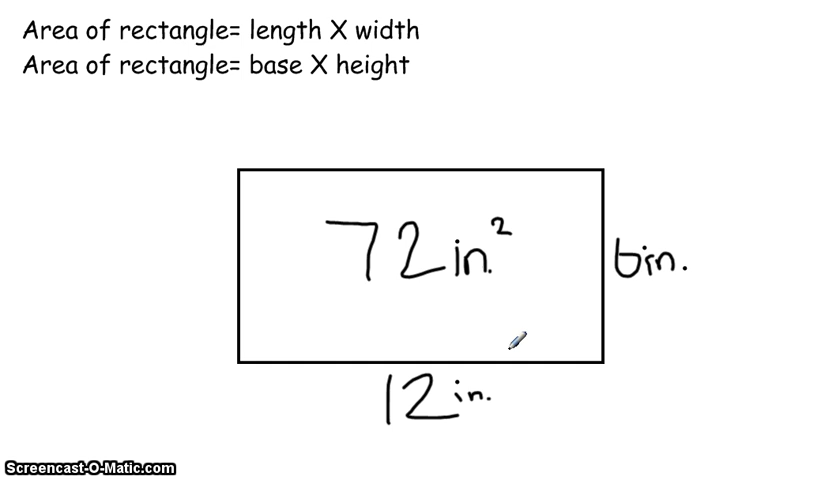 Area of rectangle= length X width
Area of rectangle= base X height
72in.²
6in.
12in.
Screencast-O-Matic.com